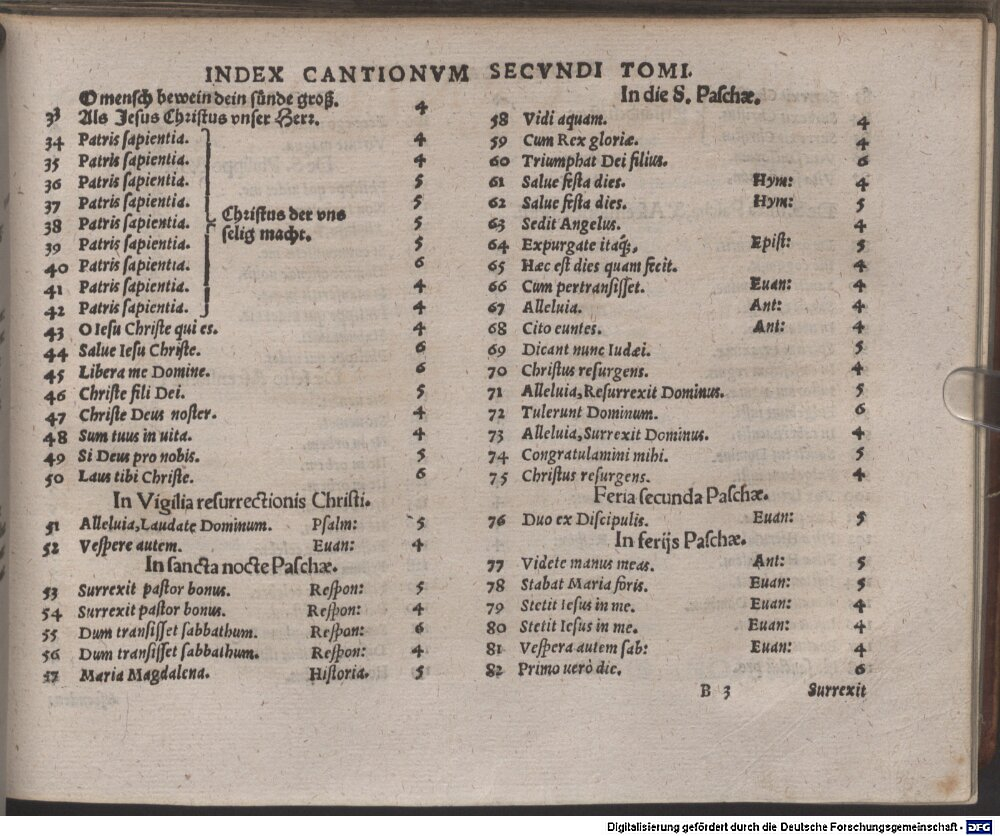 INDEX CANTIONVM SECVNDI TOMI.
O mensch bewein dein sünde groß.
33 Als Jesus Christus vnser Herr. 4
34 Patris sapientia. 4
35 Patris sapientia. 4
36 Patris sapientia. 5
37 Patris sapientia. 5
38 Patris sapientia. 5
39 Patris sapientia. 5
40 Patris sapientia. 6
41 Patris sapientia. 4
42 Patris sapientia. 4
Christus der vns
selig macht.
43 O Iesu Christe qui es. 4
44 Salue Iesu Christe. 6
45 Libera me Domine. 6
46 Christe fili Dei. 5
47 Christe Deus noster. 4
48 Sum tuus in uita. 4
49 Si Deus pro nobis. 5
50 Laus tibi Christe. 6
In Vigilia resurrectionis Christi.
51 Alleluia, Laudate Dominum. Psalm: 5
52 Vespere autem. Euan: 4
In sancta nocte Paschæ.
53 Surrexit pastor bonus. Respon: 5
54 Surrexit pastor bonus. Respon: 4
55 Dum transisset sabbathum. Respon: 6
56 Dum transisset sabbathum. Respon: 4
57 Maria Magdalena. Historia. 5
In die S. Paschæ.
58 Vidi aquam. 4
59 Cum Rex gloriæ. 4
60 Triumphat Dei filius. 6
61 Salue festa dies. Hym: 4
62 Salue festa dies. Hym: 5
63 Sedit Angelus. 4
64 Expurgate itaq;. Epist: 5
65 Hæc est dies quam fecit. 4
66 Cum pertransisset. Euan: 4
67 Alleluia. Ant: 4
68 Cito euntes. Ant: 4
69 Dicant nunc Iudæi. 5
70 Christus resurgens. 4
71 Alleluia, Resurrexit Dominus. 5
72 Tulerunt Dominum. 6
73 Alleluia, Surrexit Dominus. 4
74 Congratulamini mihi. 5
75 Christus resurgens. 4
Feria secunda Paschæ.
76 Duo ex Discipulis. Euan: 5
In ferijs Paschæ.
77 Videte manus meas. Ant: 5
78 Stabat Maria foris. Euan: 5
79 Stetit Iesus in me. Euan: 4
80 Stetit Iesus in me. Euan: 4
81 Vespera autem sab: Euan: 4
82 Primo uerò die. 6
B 3 Surrexit
Digitalisierung gefördert durch die Deutsche Forschungsgemeinschaft - DFG